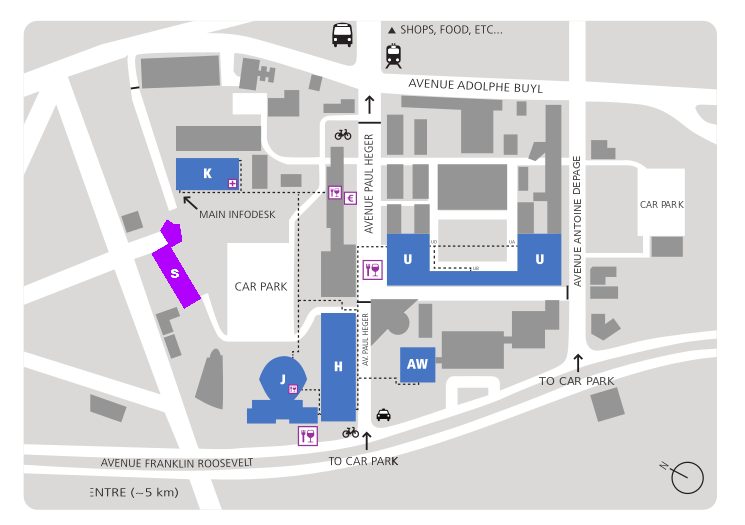 SHOPS, FOOD, ETC...
AVENUE ADOLPHE BUYL
AVENUE PAUL HEGER
AVENUE ANTOINE DEPAGE
K
€
CAR PARK
MAIN INFODESK
S
U
UD
UA
U
UB
CAR PARK
AV. PAUL HEGER
H
AW
J
TO CAR PARK
AVENUE FRANKLIN ROOSEVELT
TO CAR PARK
N
ENTRE (~5 km)